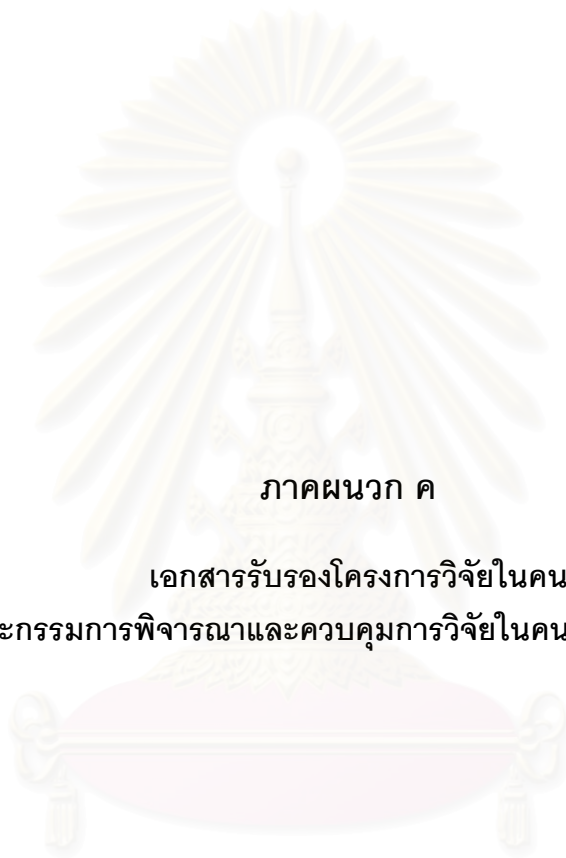 ภาคผนวก ค
เอกสารรับรองโครงการวิจัยในคน
ะกรรมการพิจารณาและควบคุมการวิจัยในคน